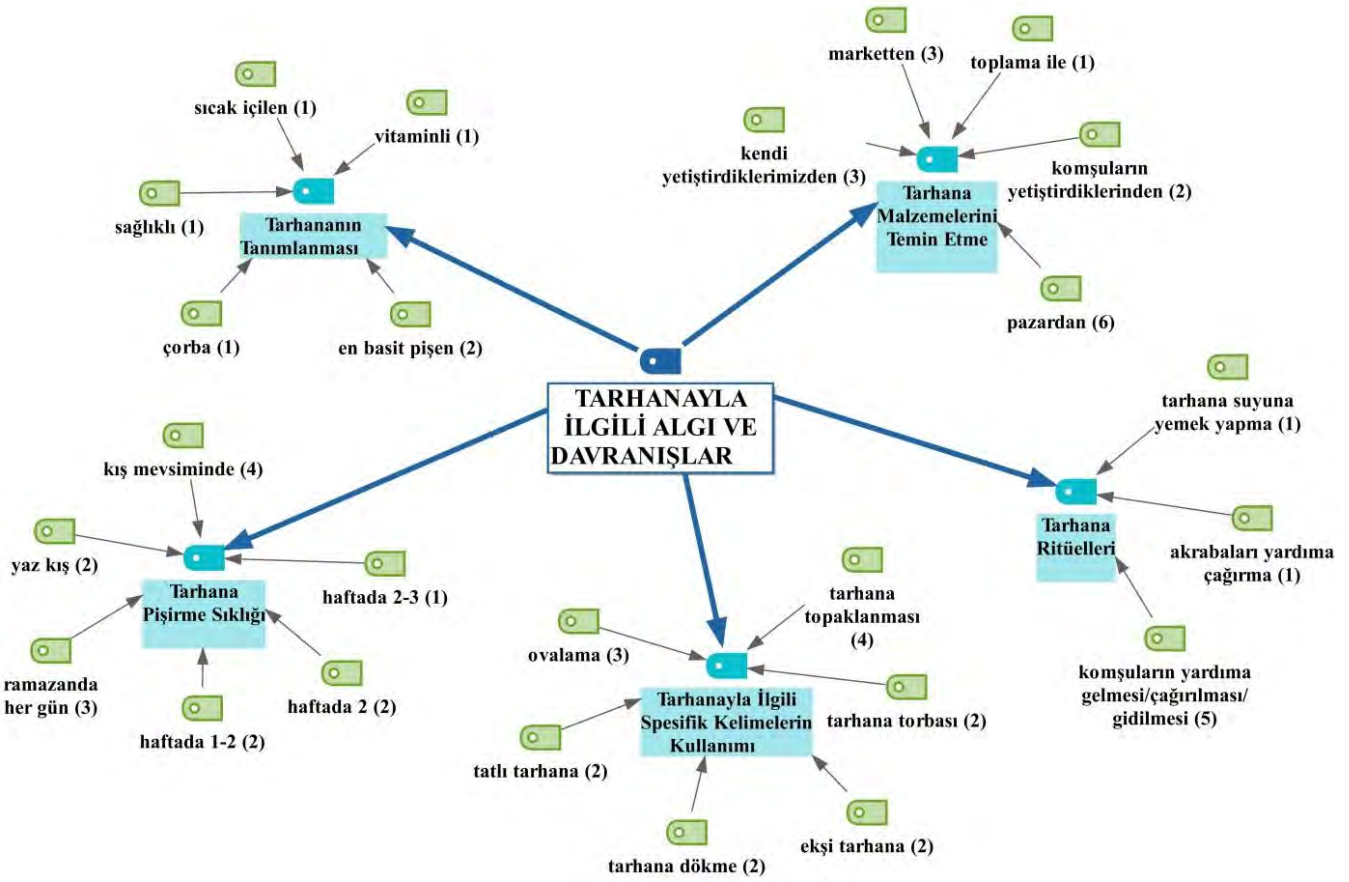 TARHANAYLA
İLGİLİ ALGI VE
DAVRANIŞLAR
Tarhananın
Tanımlanması
sıcak içilen (1)
vitaminli (1)
sağlıklı (1)
çorba (1)
en basit pişen (2)
Tarhana
Malzemelerini
Temin Etme
marketten (3)
toplama ile (1)
kendi
yetiştirdiklerimizden (3)
komşuların
yetiştirdiklerinden (2)
pazardan (6)
Tarhana
Ritüelleri
tarhana suyuna
yemek yapma (1)
akrabaları yardıma
çağırma (1)
komşuların yardıma
gelmesi/çağırılması/
gidilmesi (5)
Tarhana
Pişirme Sıklığı
kış mevsiminde (4)
yaz kış (2)
haftada 2-3 (1)
ramazanda
her gün (3)
haftada 1-2 (2)
haftada 2 (2)
Tarhanayla İlgili
Spesifik Kelimelerin
Kullanımı
tarhana
topaklanması
(4)
ovalama (3)
tarhana torbası (2)
tatlı tarhana (2)
tarhana dökme (2)
ekşi tarhana (2)